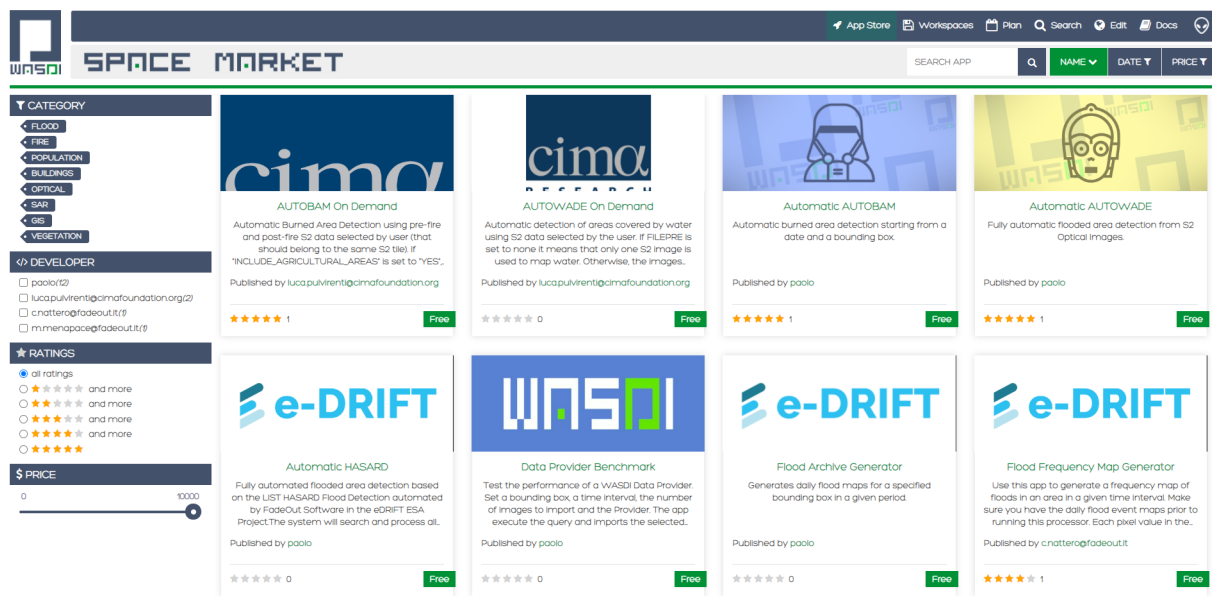 WASDI
App Store
Workspaces
Plan
Search
Edit
Docs
SPACE MARKET
SEARCH APP
NAME
DATE
PRICE
CATEGORY
FLOOD
FIRE
POPULATION
BUILDINGS
OPTICAL
SAR
GIS
VEGETATION
</> DEVELOPER
paolo(12)
luca.pulvirenti@cimafoundation.org(2)
c.nattero@fadeout.it(1)
m.menapace@fadeout.it(1)
RATINGS
all ratings
and more
and more
and more
and more
$ PRICE
0 10000
cima
AUTOBAM On Demand
Automatic Burned Area Detection using pre-fire
and post-fire S2 data selected by user (that
should belong to the same S2 tile). if
"INCLUDE_AGRICULTURAL_AREAS" is set to "YES",..
Published by luca.pulvirenti@cimafoundation.org
1
Free
cima
RESEARCH
AUTOWADE On Demand
Automatic detection of areas covered by water
using S2 data selected by the user. If FILEPRE is
set to none it means that only one S2 image is
used to map water. Otherwise, the images..
Published by luca.pulvirenti@cimafoundation.org
0
Free
WASDI
Automatic AUTOBAM
Automatic burned area detection starting from a
date and a bounding box.
Published by paolo
1
Free
WASDI
Automatic AUTOWADE
Fully automatic flooded area detection from S2
Optical images.
Published by paolo
1
Free
e-DRIFT
Automatic HASARD
Fully automated flooded area detection based
on the LIST HASARD Flood Detection automated
by FadeOut Software in the eDRIFT ESA
Project.The system will search and process all..
Published by paolo
0
Free
WASDI
Data Provider Benchmark
Test the performance of a WASDI Data Provider.
Set a bounding box, a time interval, the number
of images to import and the Provider. The app
execute the query and imports the selected..
Published by paolo
0
Free
e-DRIFT
Flood Archive Generator
Generates daily flood maps for a specified
bounding box in a given period.
Published by paolo
0
Free
e-DRIFT
Flood Frequency Map Generator
Use this app to generate a frequency map of
floods in an area in a given time interval. Make
sure you have the daily flood event maps prior to
running this processor. Each pixel value in the..
Published by c.nattero@fadeout.it
1
Free